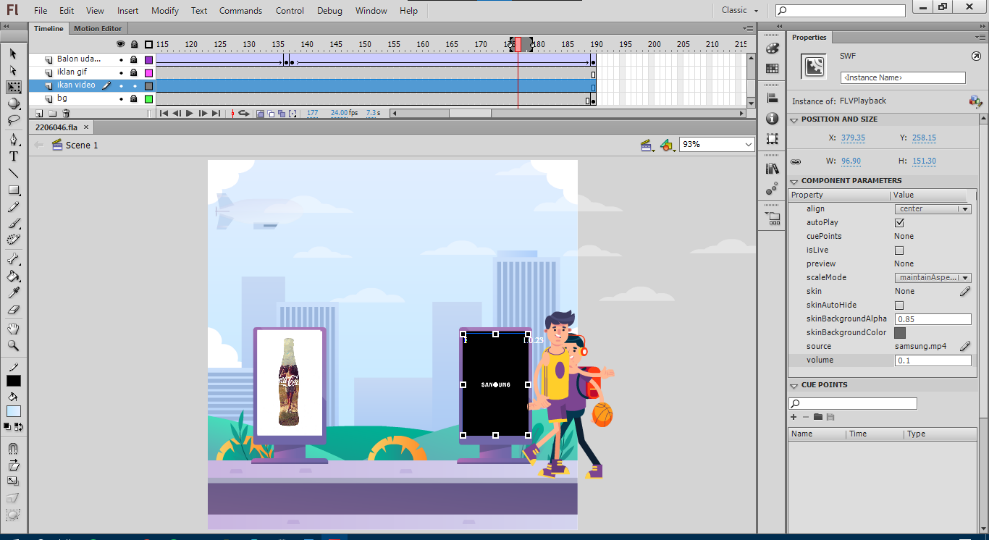 Fl File Edit View Insert Modify Text Commands Control Debug Window Help Classic
Timeline Motion Editor
115 120 125 130 135 140 145 150 155 160 165 170 175 180 185 190 195 200 205 210 215
Balon uda...
iklan gif
ikan video
bg
177 24.00fps 7.3s
2206046.fla ×
Scene 1 93%
Coca-Cola
SAMSUNG
Properties
SWF
<Instance Name>
Instance of: FLVPlayback
POSITION AND SIZE
X: 379.35 Y: 258.15
W: 96.90 H: 151.30
COMPONENT PARAMETERS
Property Value
align center
autoPlay
cuePoints None
isLive
preview None
scaleMode maintainAspe...
skin None
skinAutoHide
skinBackgroundAlpha 0.85
skinBackgroundColor
source samsung.mp4
volume 0.1
CUE POINTS
Name Time Type